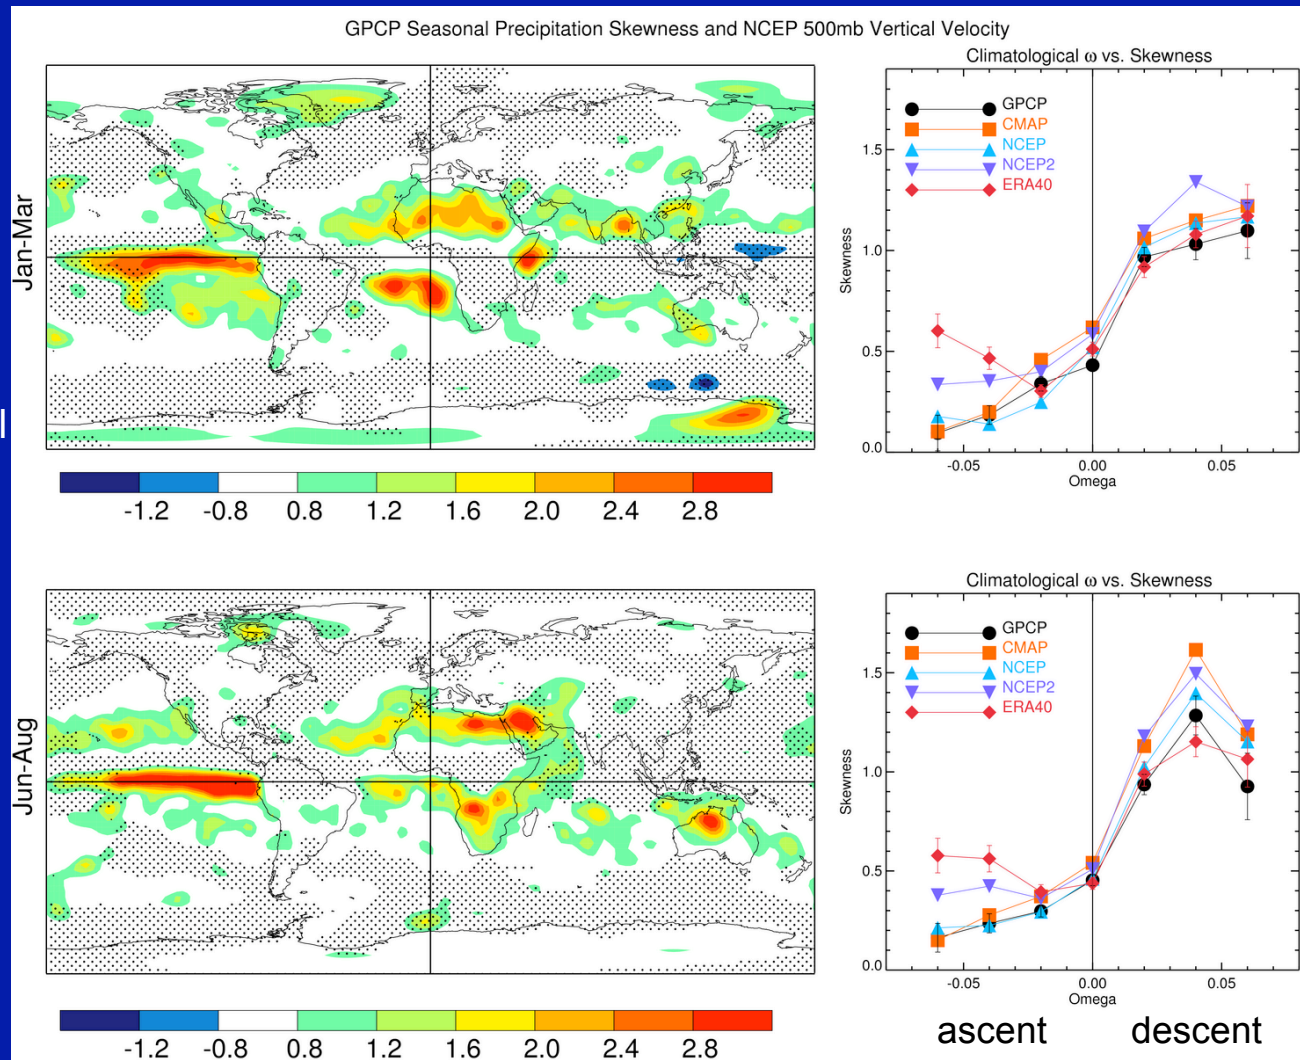 GPCP Seasonal Precipitation Skewness and NCEP 500mb Vertical Velocity
Jan-Mar
-1.2 -0.8 0.8 1.2 1.6 2.0 2.4 2.8
Climatological ω vs. Skewness
GPCP
CMAP
NCEP
NCEP2
ERA40
Skewness
1.5
1.0
0.5
0.0
-0.05 0.00 0.05
Omega
Jun-Aug
-1.2 -0.8 0.8 1.2 1.6 2.0 2.4 2.8
Climatological ω vs. Skewness
GPCP
CMAP
NCEP
NCEP2
ERA40
Skewness
1.5
1.0
0.5
0.0
-0.05 0.00 0.05
Omega
ascent descent